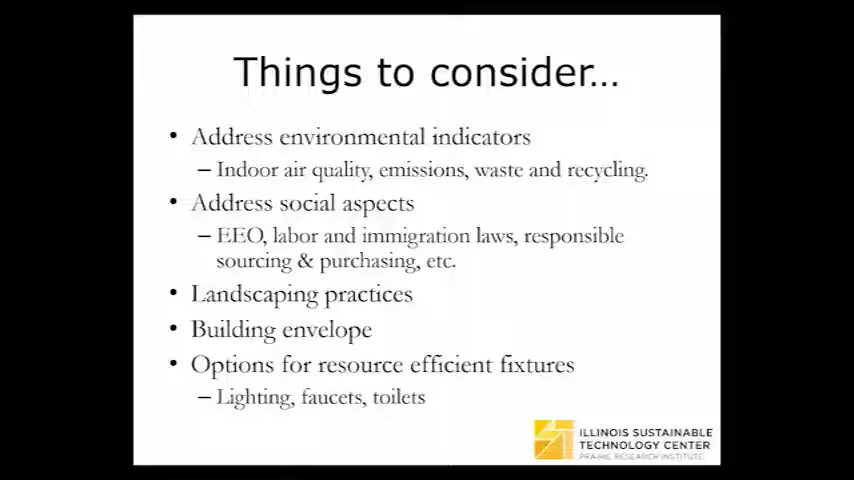 Things to consider...
• Address environmental indicators
– Indoor air quality, emissions, waste and recycling.
• Address social aspects
– EEO, labor and immigration laws, responsible
sourcing & purchasing, etc.
• Landscaping practices
• Building envelope
• Options for resource efficient fixtures
– Lighting, faucets, toilets
ILLINOIS SUSTAINABLE
TECHNOLOGY CENTER
PRAIRIE RESEARCH INSTITUTE